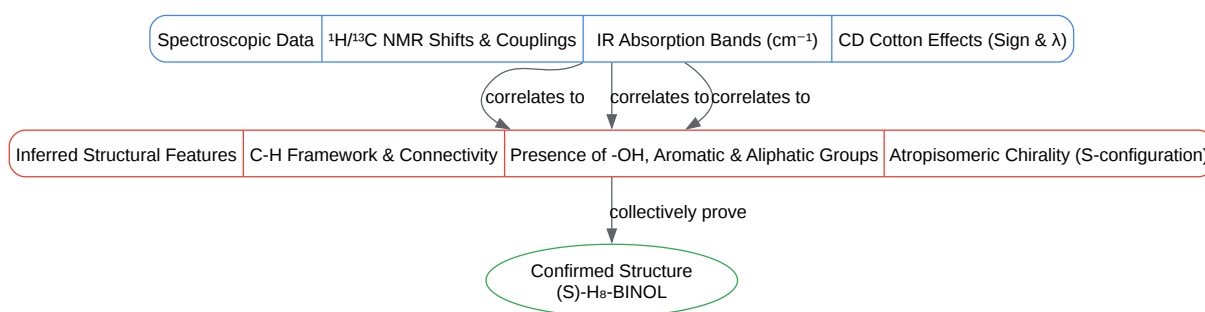 Spectroscopic Data
¹H/¹³C NMR Shifts & Couplings
IR Absorption Bands (cm⁻¹)
CD Cotton Effects (Sign & λ)
correlates to
correlates to
correlates to
Inferred Structural Features
C-H Framework & Connectivity
Presence of -OH, Aromatic & Aliphatic Groups
Atropisomeric Chirality (S-configuration)
collectively prove
Confirmed Structure
(S)-H₈-BINOL